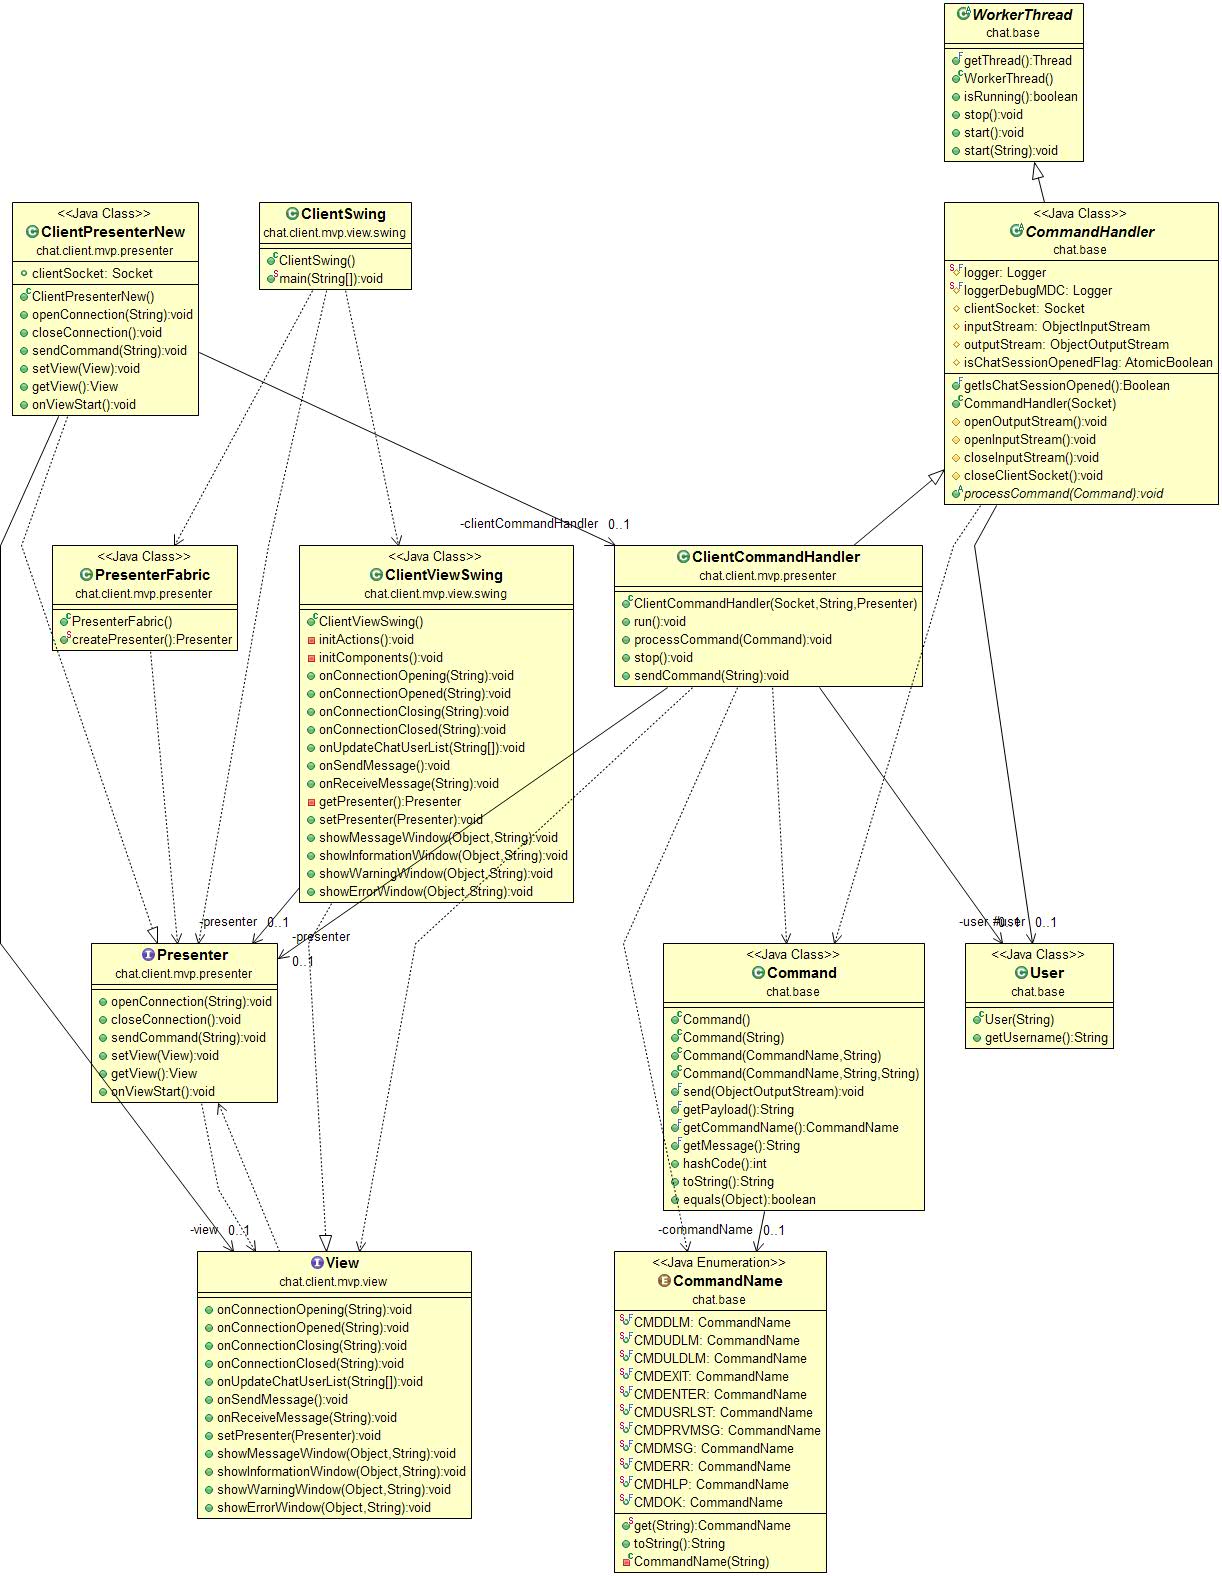 WorkerThread
chat.base
getThread():Thread
WorkerThread()
isRunning():boolean
stop():void
start():void
start(String):void
<<Java Class>>
ClientPresenterNew
chat.client.mvp.presenter
clientSocket: Socket
ClientPresenterNew()
openConnection(String):void
closeConnection():void
sendCommand(String):void
setView(View):void
getView():View
onViewStart():void
ClientSwing
chat.client.mvp.view.swing
ClientSwing()
main(String[]):void
<<Java Class>>
CommandHandler
chat.base
logger: Logger
loggerDebugMDC: Logger
clientSocket: Socket
inputStream: ObjectInputStream
outputStream: ObjectOutputStream
isChatSessionOpenedFlag: AtomicBoolean
getIsChatSessionOpened():Boolean
CommandHandler(Socket)
openOutputStream():void
openInputStream():void
closeInputStream():void
closeClientSocket():void
processCommand(Command):void
-clientCommandHandler 0..1
<<Java Class>>
PresenterFabric
chat.client.mvp.presenter
PresenterFabric()
createPresenter():Presenter
<<Java Class>>
ClientViewSwing
chat.client.mvp.view.swing
ClientViewSwing()
initActions():void
initComponents():void
onConnectionOpening(String):void
onConnectionOpened(String):void
onConnectionClosing(String):void
onConnectionClosed(String):void
onUpdateChatUserList(String[]):void
onSendMessage():void
onReceiveMessage(String):void
getPresenter():Presenter
setPresenter(Presenter):void
showMessageWindow(Object,String):void
showInformationWindow(Object,String):void
showWarningWindow(Object,String):void
showErrorWindow(Object,String):void
ClientCommandHandler
chat.client.mvp.presenter
ClientCommandHandler(Socket,String,Presenter)
run():void
processCommand(Command):void
stop():void
sendCommand(String):void
-presenter 0..1
-presenter
0..1
-user 0..1
#user 0..1
Presenter
chat.client.mvp.presenter
openConnection(String):void
closeConnection():void
sendCommand(String):void
setView(View):void
getView():View
onViewStart():void
<<Java Class>>
Command
chat.base
Command()
Command(String)
Command(CommandName,String)
Command(CommandName,String,String)
send(ObjectOutputStream):void
getPayload():String
getCommandName():CommandName
getMessage():String
hashCode():int
toString():String
equals(Object):boolean
<<Java Class>>
User
chat.base
User(String)
getUsername():String
-view 0..1
-commandName 0..1
View
chat.client.mvp.view
onConnectionOpening(String):void
onConnectionOpened(String):void
onConnectionClosing(String):void
onConnectionClosed(String):void
onUpdateChatUserList(String[]):void
onSendMessage():void
onReceiveMessage(String):void
setPresenter(Presenter):void
showMessageWindow(Object,String):void
showInformationWindow(Object,String):void
showWarningWindow(Object,String):void
showErrorWindow(Object,String):void
<<Java Enumeration>>
CommandName
chat.base
CMDDLM: CommandName
CMDUDLM: CommandName
CMDULDLM: CommandName
CMDEXIT: CommandName
CMDENTER: CommandName
CMDUSRLST: CommandName
CMDPRVMSG: CommandName
CMDMSG: CommandName
CMDERR: CommandName
CMDHLP: CommandName
CMDOK: CommandName
get(String):CommandName
toString():String
CommandName(String)